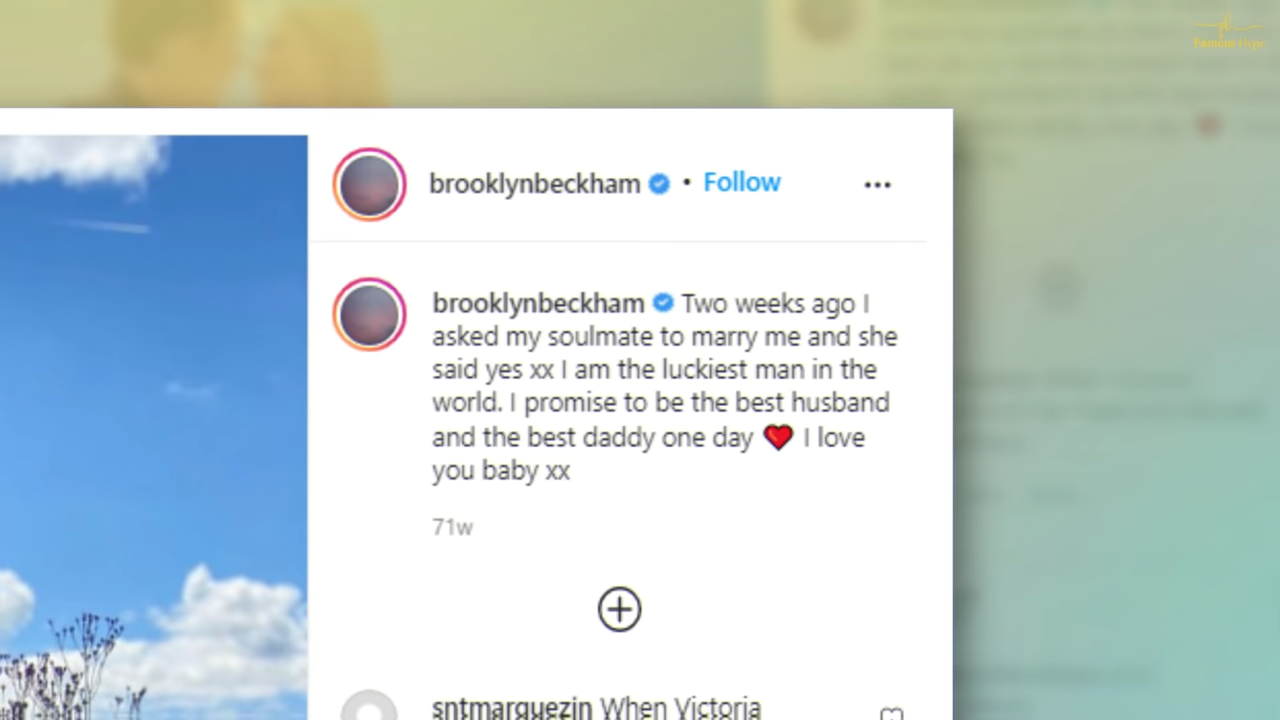 brooklynbeckham • Follow
brooklynbeckham Two weeks ago I
asked my soulmate to marry me and she
said yes xx I am the luckiest man in the
world. I promise to be the best husband
and the best daddy one day ❤️ I love
you baby xx
71w
sntmarquezin When Victoria